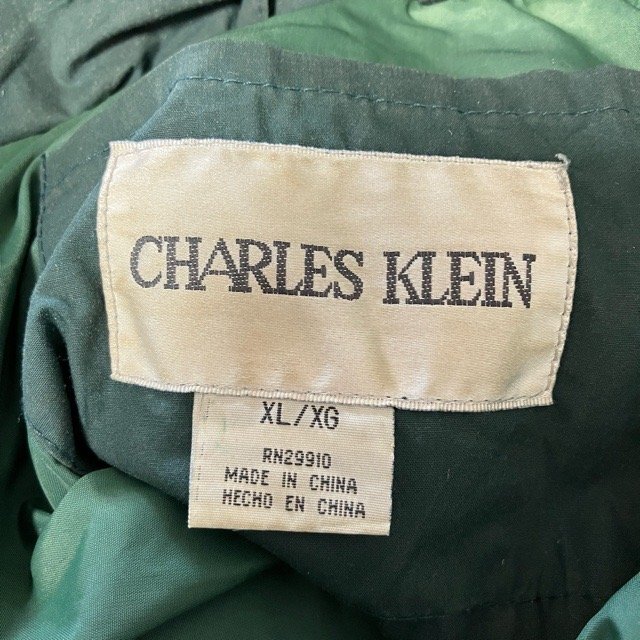 CHARLES KLEIN
XL/XG
RN29910
MADE IN CHINA
HECHO EN CHINA